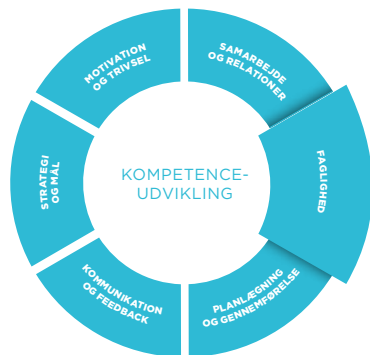 MOTIVATION
OG TRIVSEL
SAMARBEJDE
OG RELATIONER
FAGLIGHED
PLANLÆGNING
OG GENNEMFØRELSE
KOMMUNIKATION
OG FEEDBACK
STRATEGI
OG MÅL
KOMPETENCE-
UDVIKLING